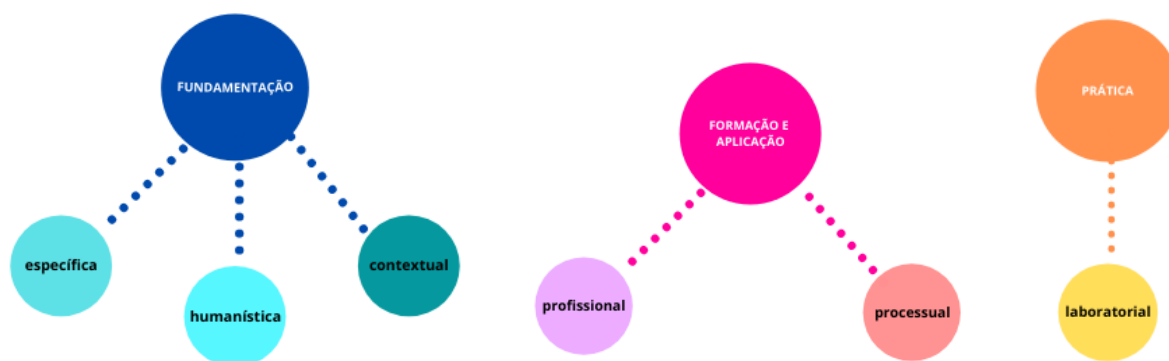 FUNDAMENTAÇÃO
específica
humanística
contextual
FORMAÇÃO E
APLICAÇÃO
profissional
processual
PRÁTICA
laboratorial